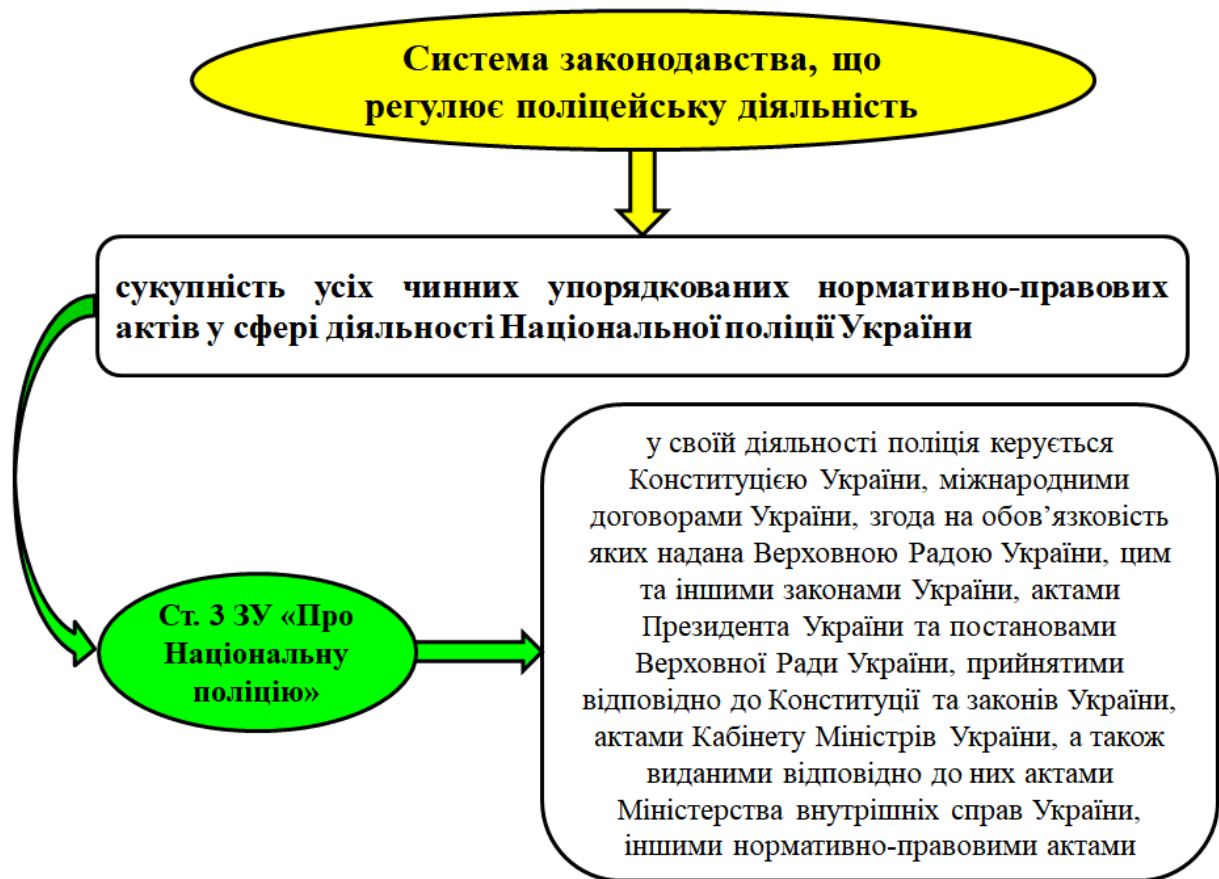 Система законодавства, що
регулює поліцейську діяльність
сукупність усіх чинних упорядкованих нормативно-правових
актів у сфері діяльності Національної поліції України
Ст. 3 ЗУ «Про
Національну
поліцію»
у своїй діяльності поліція керується
Конституцією України, міжнародними
договорами України, згода на обов’язковість
яких надана Верховною Радою України, цим
та іншими законами України, актами
Президента України та постановами
Верховної Ради України, прийнятими
відповідно до Конституції та законів України,
актами Кабінету Міністрів України, а також
виданими відповідно до них актами
Міністерства внутрішніх справ України,
іншими нормативно-правовими актами